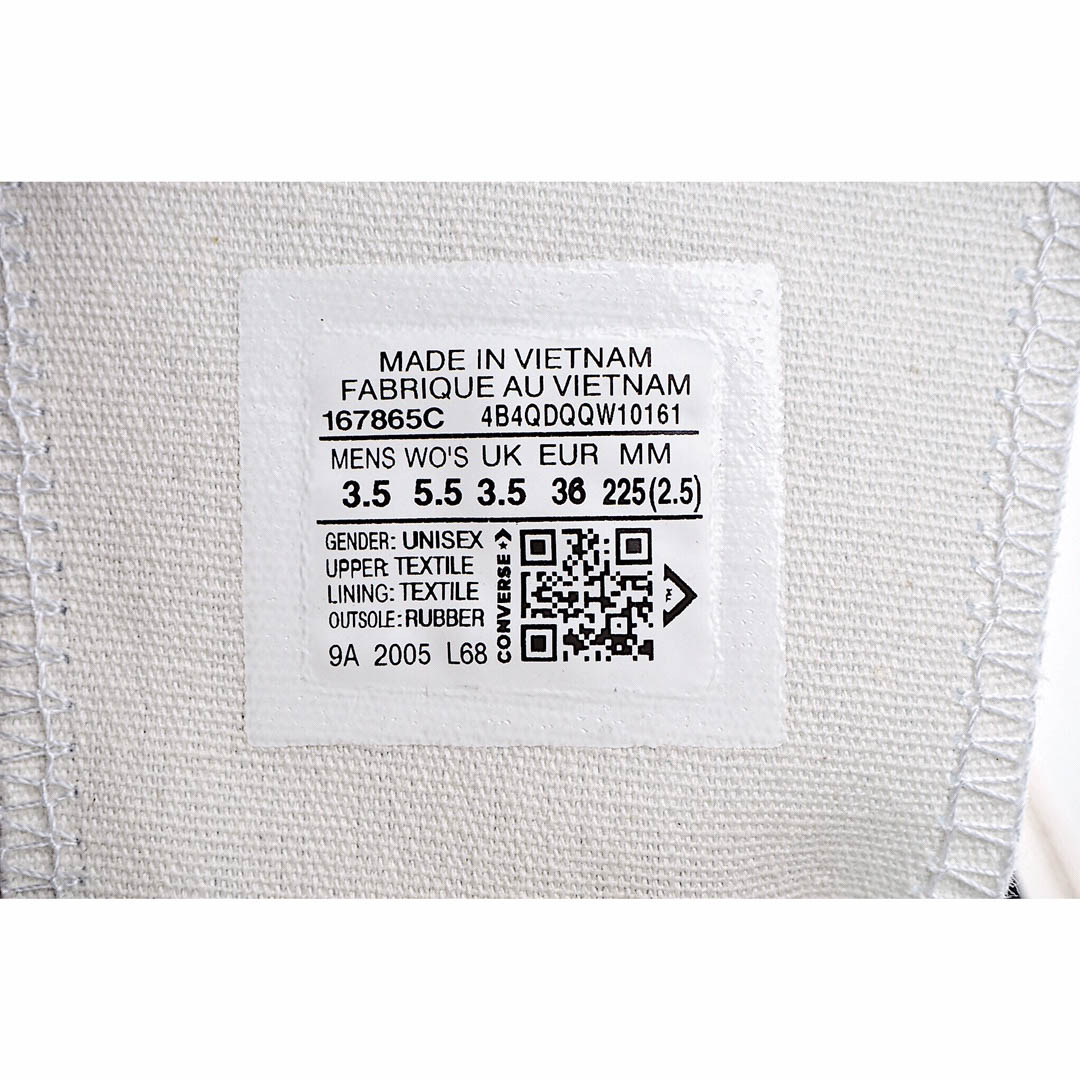 MADE IN VIETNAM
FABRIQUE AU VIETNAM
167865C 4B4QDQQW10161
MENS WO'S UK EUR MM
3.5 5.5 3.5 36 225(2.5)
GENDER: UNISEX
UPPER: TEXTILE
LINING: TEXTILE
OUTSOLE: RUBBER
9A 2005 L68
CONVERSE
TM